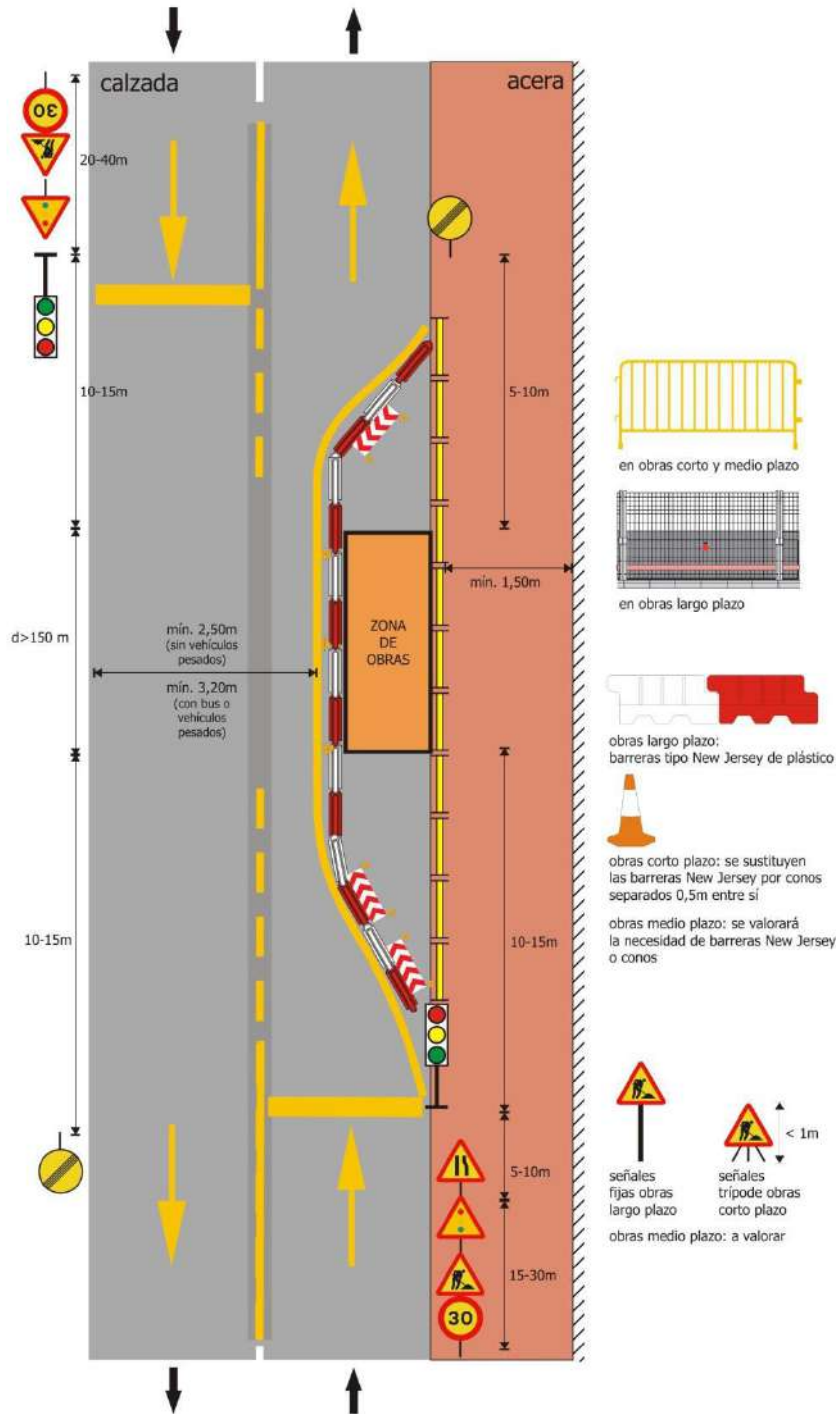 calzada
acera
30
20-40m
10-15m
5-10m
en obras corto y medio plazo
mín. 1,50m
en obras largo plazo
d>150 m
mín. 2,50m
(sin vehículos
pesados)
mín. 3,20m
(con bus o
vehículos
pesados)
ZONA
DE
OBRAS
obras largo plazo:
barreras tipo New Jersey de plástico
obras corto plazo: se sustituyen
las barreras New Jersey por conos
separados 0,5m entre sí
obras medio plazo: se valorará
la necesidad de barreras New Jersey
o conos
10-15m
10-15m
5-10m
15-30m
30
< 1m
señales
fijas obras
largo plazo
señales
trípode obras
corto plazo
obras medio plazo: a valorar